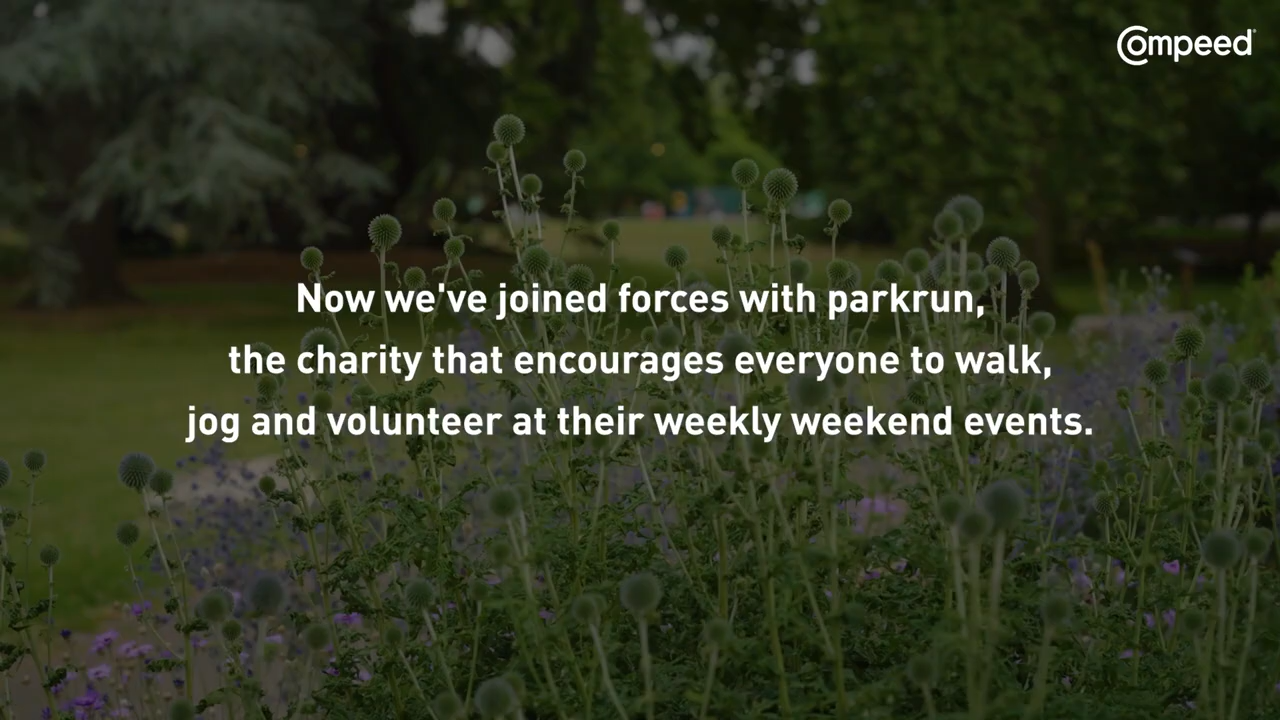 Compeed
Now we've joined forces with parkrun,
the charity that encourages everyone to walk,
jog and volunteer at their weekly weekend events.